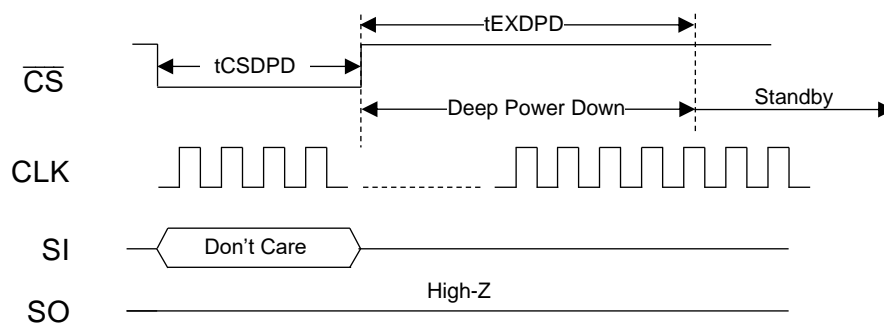 tEXDPD
tCSDPD
CS
Deep Power Down
Standby
CLK
SI
Don't Care
High-Z
SO